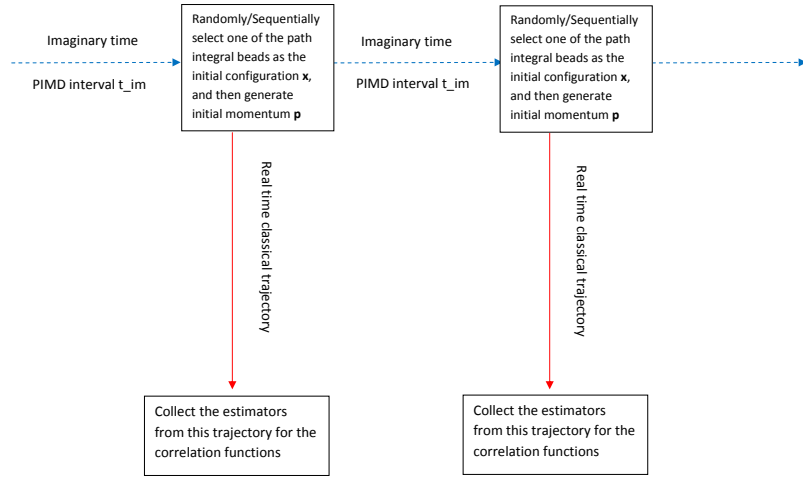 Imaginary time
PIMD interval t_im
Randomly/Sequentially
select one of the path
integral beads as the
initial configuration x,
and then generate
initial momentum p
Imaginary time
PIMD interval t_im
Randomly/Sequentially
select one of the path
integral beads as the
initial configuration x,
and then generate
initial momentum p
Real time classical trajectory
Real time classical trajectory
Collect the estimators
from this trajectory for the
correlation functions
Collect the estimators
from this trajectory for the
correlation functions